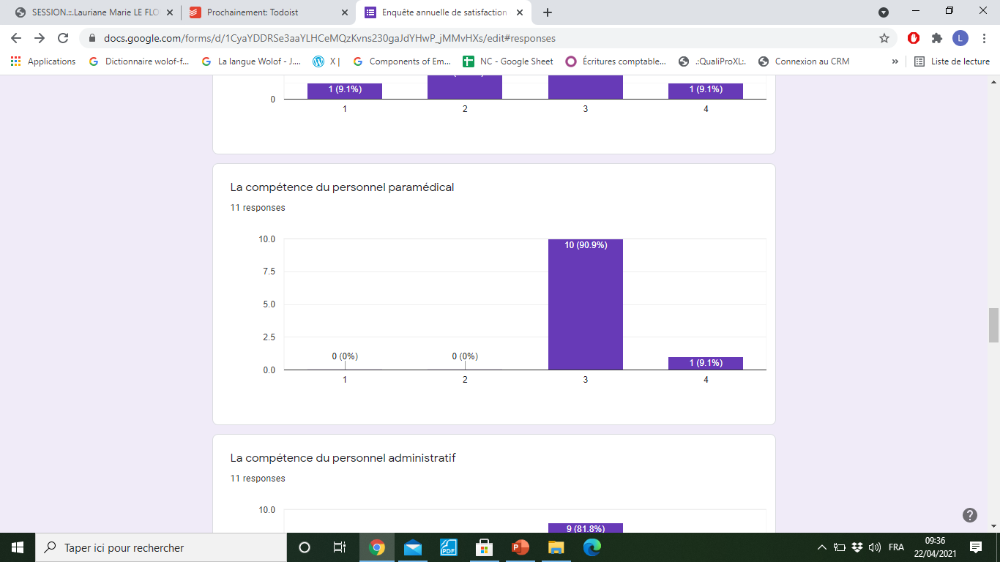 SESSION.::.Lauriane Marie LE FLO
Prochainement: Todoist
Enquête annuelle de satisfaction
docs.google.com/forms/d/1CyaYDDRSe3aaYLHCeMQzKvns230gaJdYHwP_jMMvHXs/edit#responses
L
Applications
Dictionnaire wolof-f...
La langue Wolof - J....
X |
Components of Em...
NC - Google Sheet
Écritures comptable...
.:QualiProXL:.
Connexion au CRM
»
Liste de lecture
1 (9.1%)
1 (9.1%)
0
1 2 3 4
La compétence du personnel paramédical
11 responses
10.0
10 (90.9%)
7.5
5.0
2.5
0 (0%)
0 (0%)
1 (9.1%)
0.0
1 2 3 4
La compétence du personnel administratif
11 responses
10.0
9 (81.8%)
Taper ici pour rechercher
PDF
FRA
09:36
22/04/2021